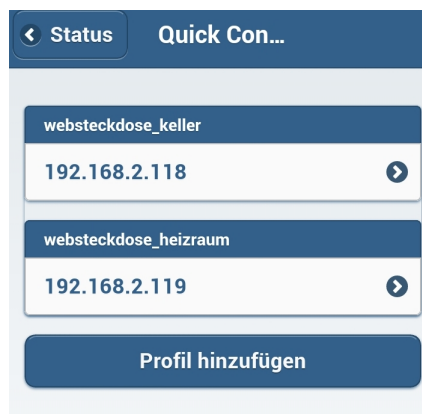 Status
Quick Con...
websteckdose_keller
192.168.2.118
websteckdose_heizraum
192.168.2.119
Profil hinzufügen